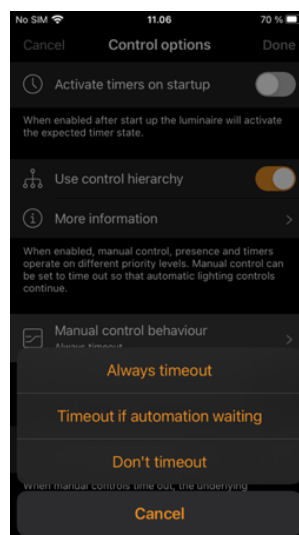 No SIM 11.06 70 %
Cancel Control options Done
Activate timers on startup
When enabled after start up the luminaire will activate
the expected timer state.
Use control hierarchy
More information
When enabled, manual control, presence and timers
operate on different priority levels. Manual control can
be set to time out so that automatic lighting controls
continue.
Manual control behaviour
Always timeout
Always timeout
Timeout if automation waiting
Don't timeout
When manual controls time out, the underlying
Cancel